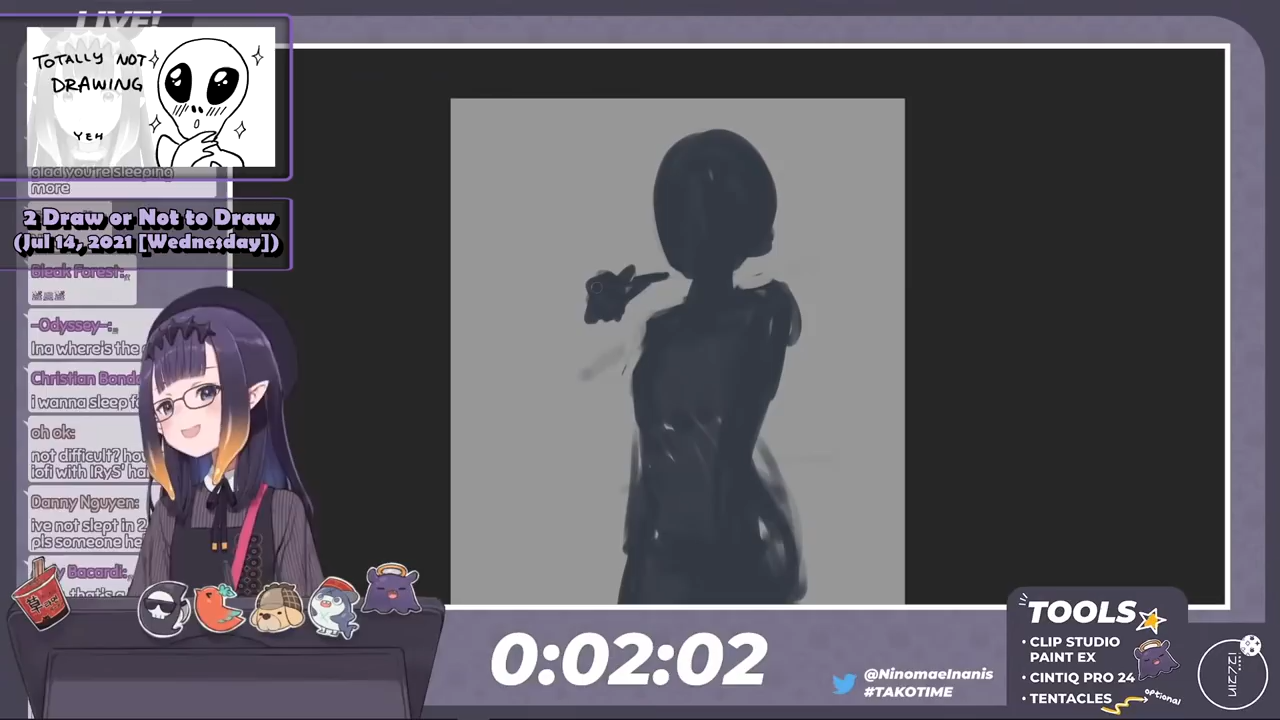 LIVE!
TOTALLY NOT
DRAWING
YEH
glad you're sleeping
more
2 Draw or Not to Draw
(Jul 14, 2021 [Wednesday])
Bleak Forest:
-Odyssey-:
Ina where's the
Christian Bond
i wanna sleep
oh ok:
not difficult?
iofi with IRyS'
Danny Nguyen:
ive not slept in 2
pls someone
Bacardi:
that's
0:02:02
@NinomaeInanis
#TAKOTIME
TOOLS
• CLIP STUDIO
PAINT EX
• CINTIQ PRO 24
• TENTACLES
optional